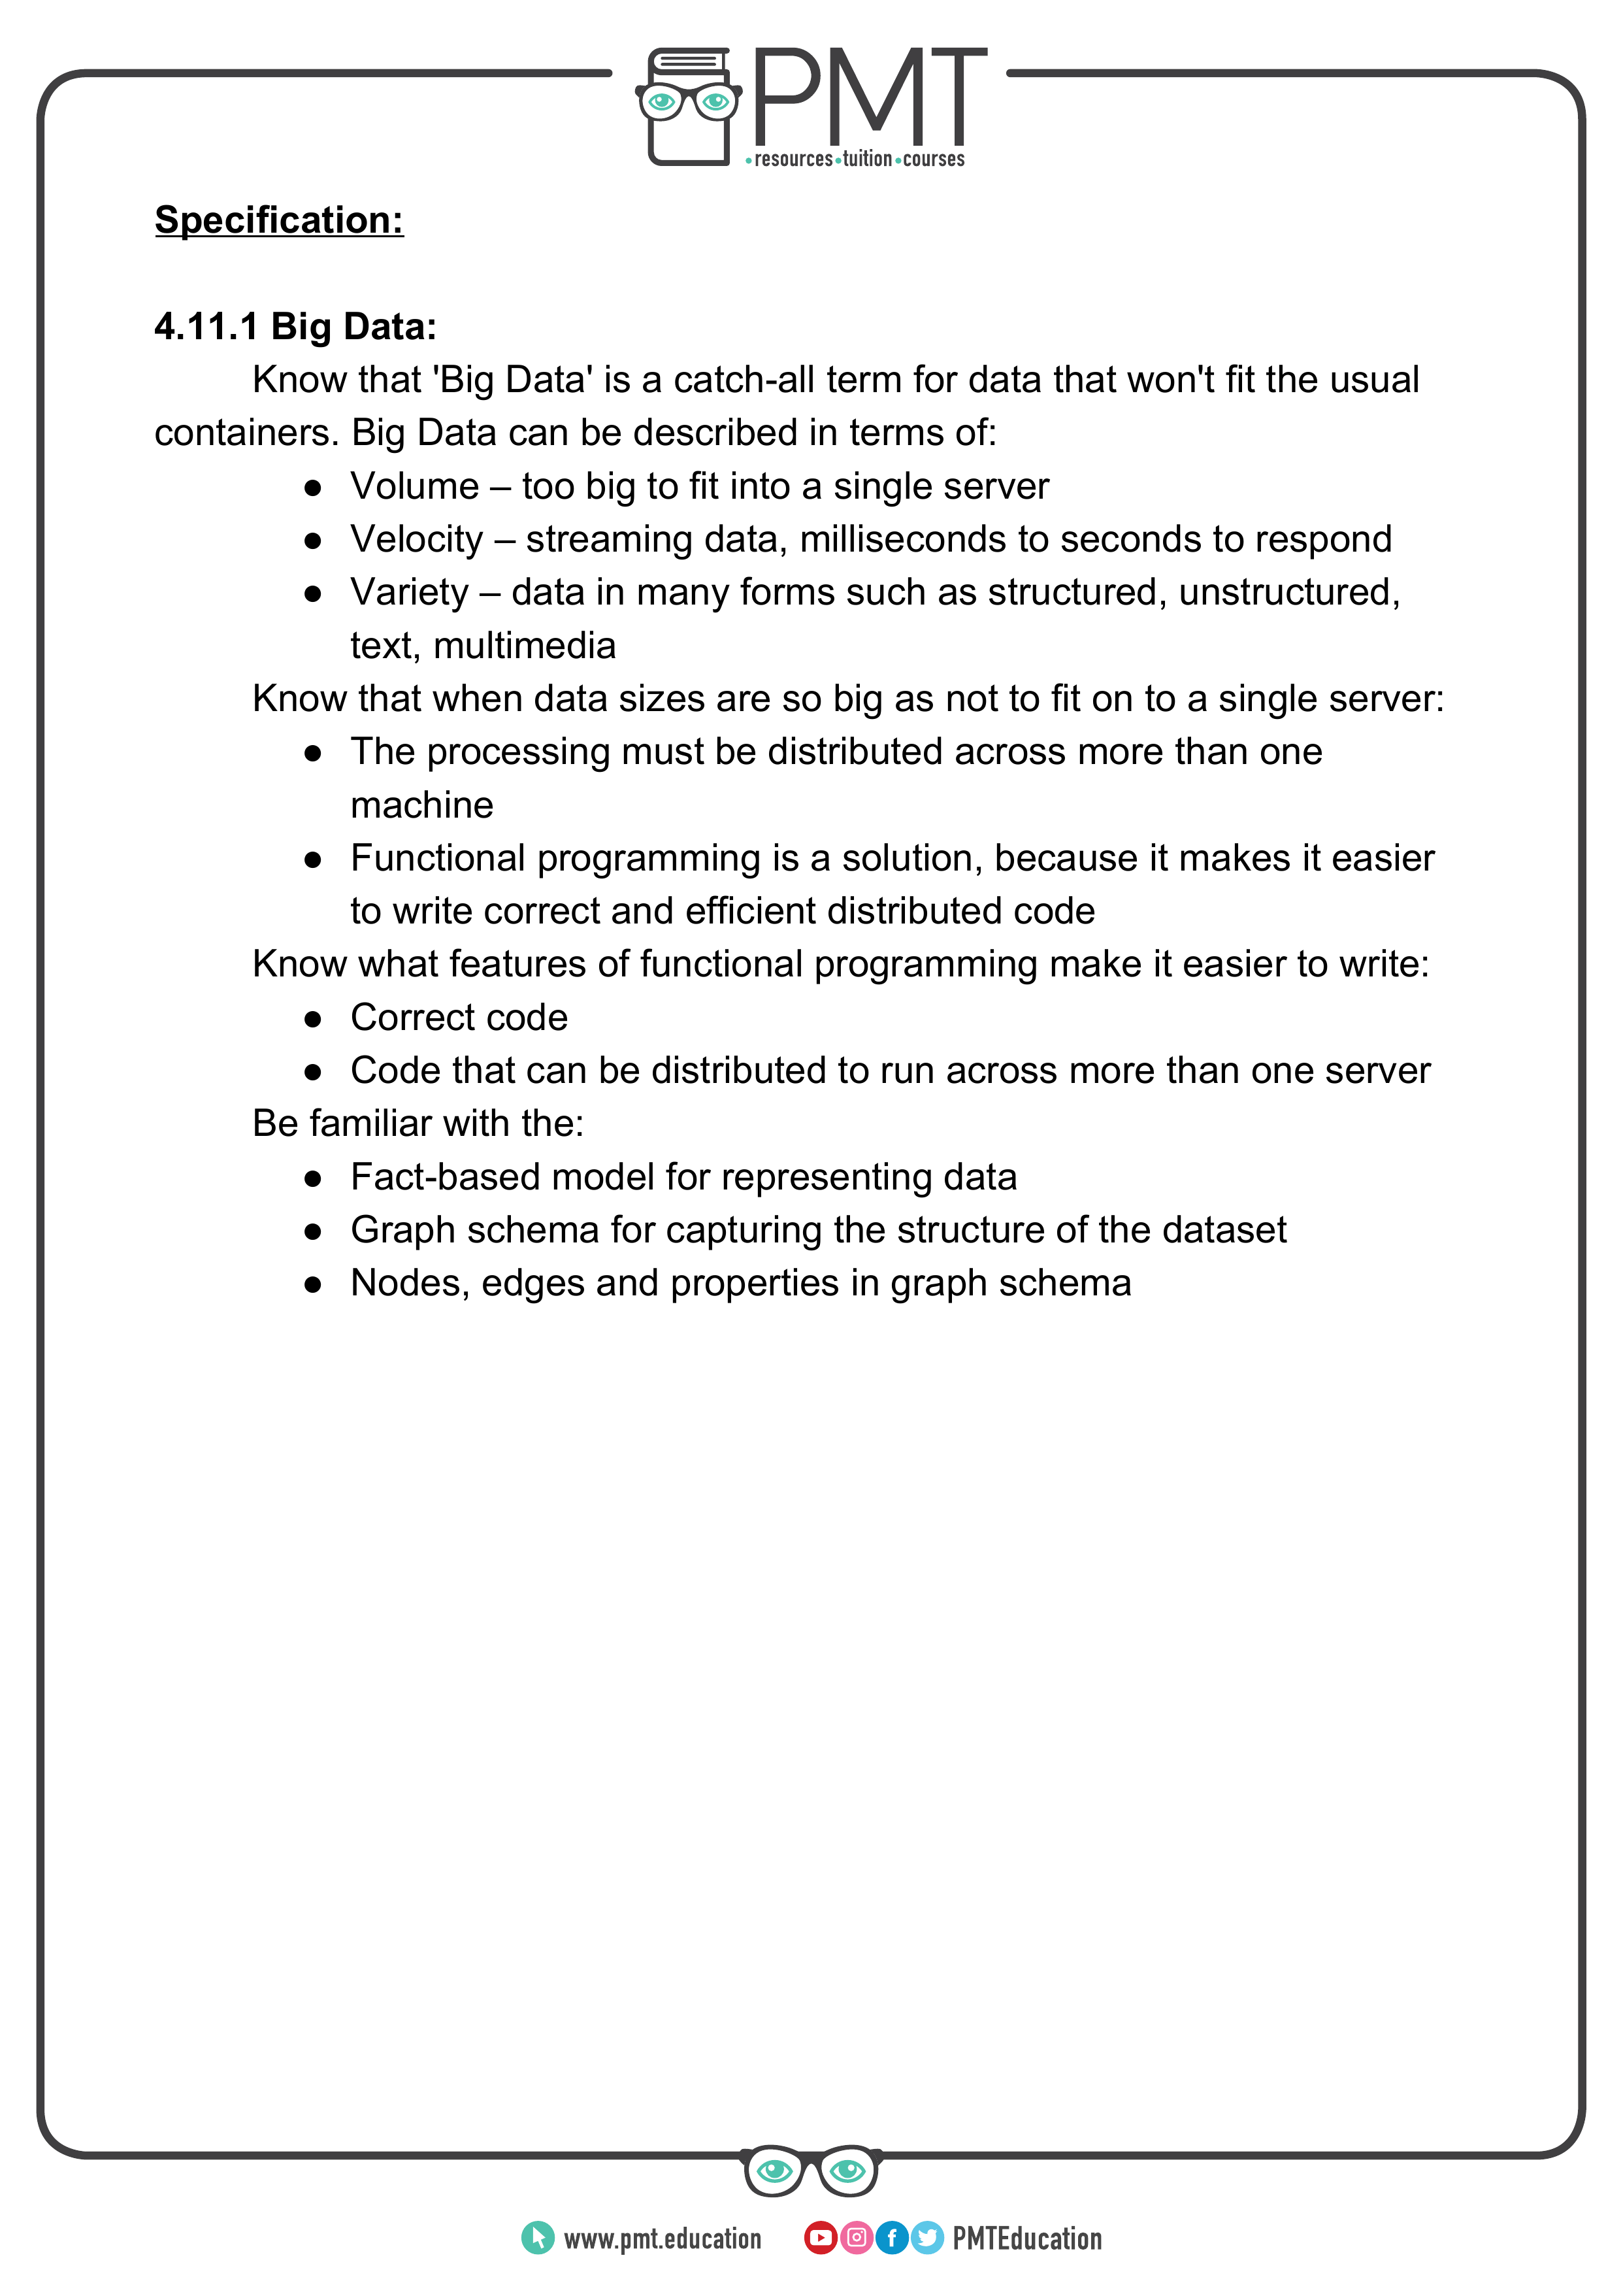 PMT
•resources•tuition•courses
Specification:
4.11.1 Big Data:
Know that 'Big Data' is a catch-all term for data that won't fit the usual
containers. Big Data can be described in terms of:
● Volume – too big to fit into a single server
● Velocity – streaming data, milliseconds to seconds to respond
● Variety – data in many forms such as structured, unstructured,
text, multimedia
Know that when data sizes are so big as not to fit on to a single server:
● The processing must be distributed across more than one
machine
● Functional programming is a solution, because it makes it easier
to write correct and efficient distributed code
Know what features of functional programming make it easier to write:
● Correct code
● Code that can be distributed to run across more than one server
Be familiar with the:
● Fact-based model for representing data
● Graph schema for capturing the structure of the dataset
● Nodes, edges and properties in graph schema
www.pmt.education
PMTEducation